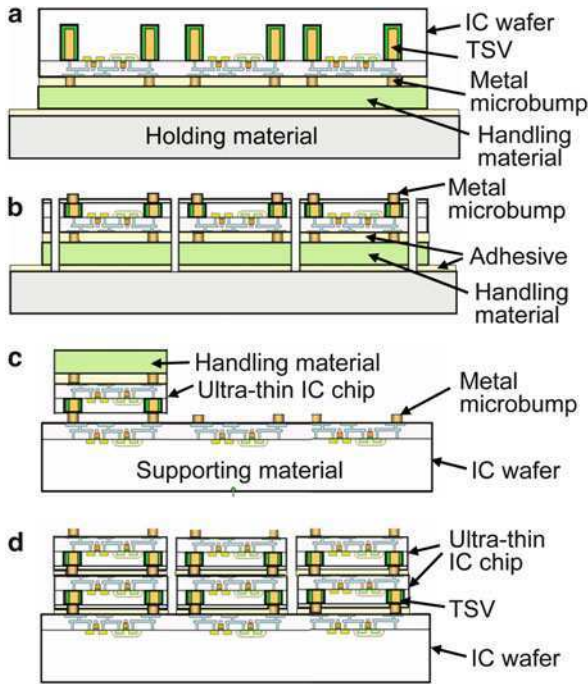 a
IC wafer
TSV
Metal
microbump
Handling
material
Holding material
b
Metal
microbump
Adhesive
Handling
material
c
Handling material
Ultra-thin IC chip
Metal
microbump
Supporting material
IC wafer
d
Ultra-thin
IC chip
TSV
IC wafer